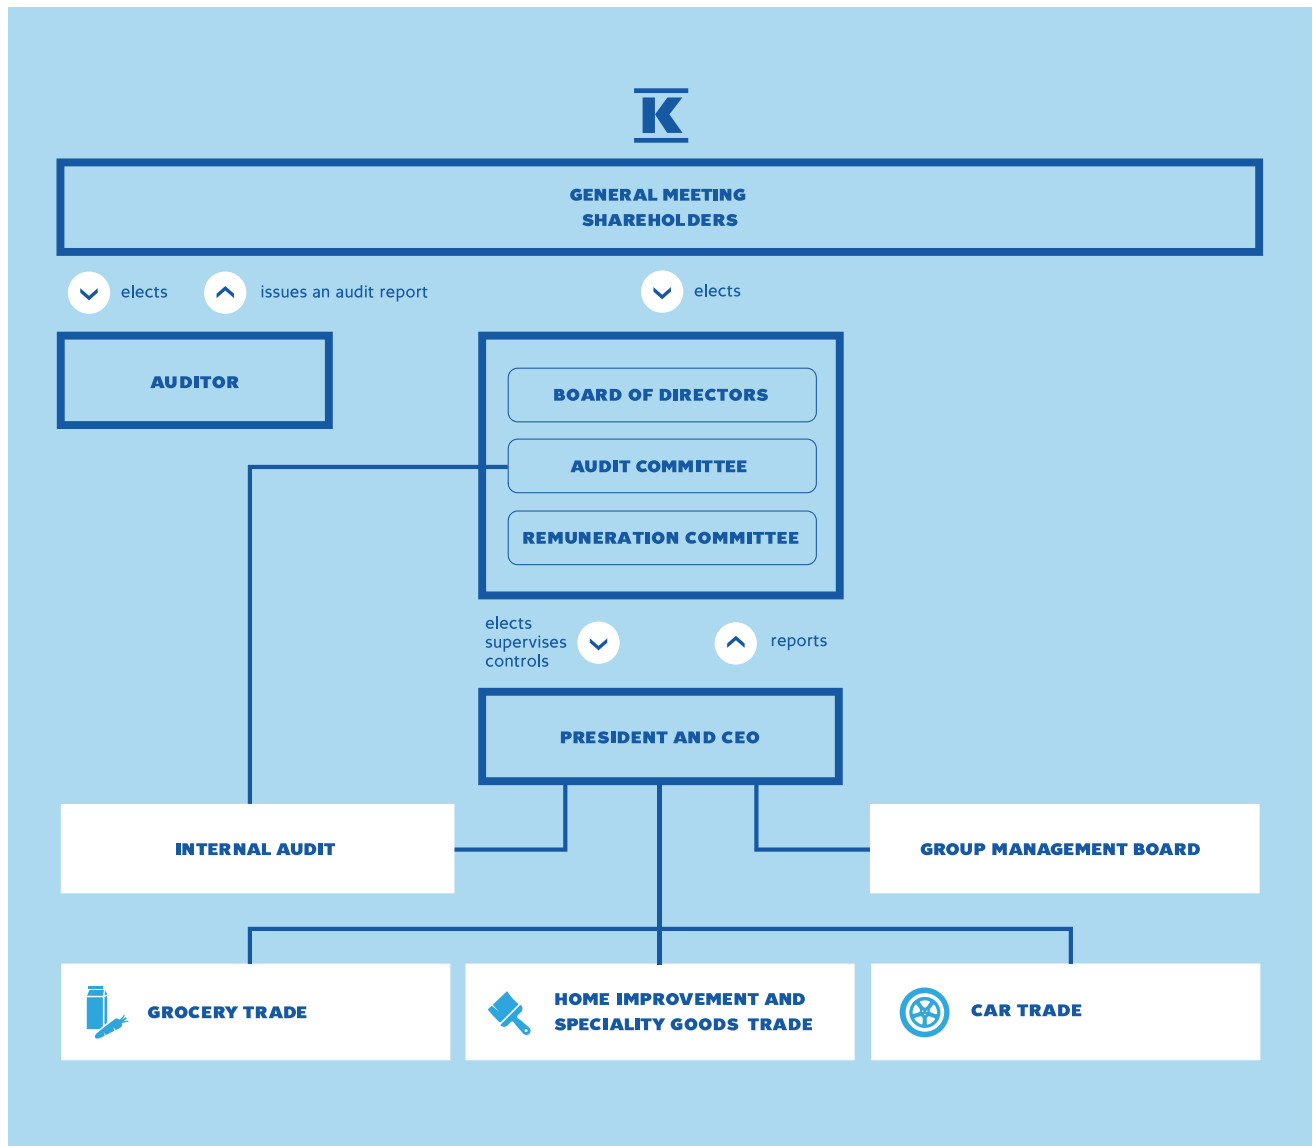 K
GENERAL MEETING
SHAREHOLDERS
elects
issues an audit report
elects
AUDITOR
BOARD OF DIRECTORS
AUDIT COMMITTEE
REMUNERATION COMMITTEE
elects
supervises
controls
reports
PRESIDENT AND CEO
INTERNAL AUDIT
GROUP MANAGEMENT BOARD
GROCERY TRADE
HOME IMPROVEMENT AND
SPECIALITY GOODS TRADE
CAR TRADE